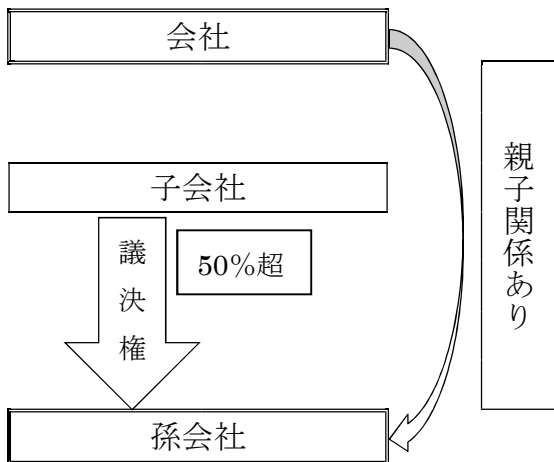 会社
子会社
議決権
50％超
孫会社
親子関係あり